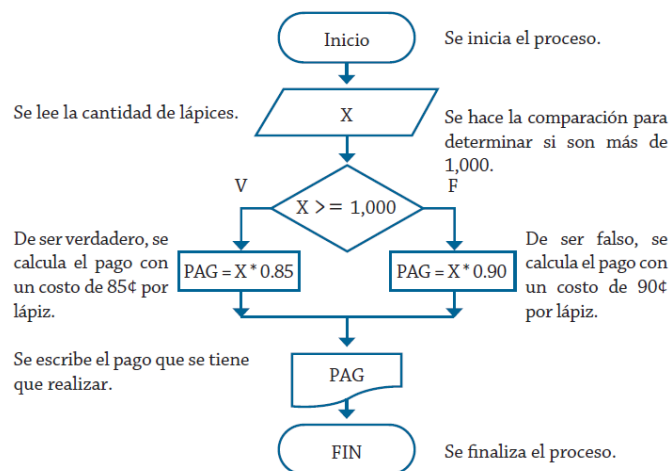 Inicio
Se inicia el proceso.
Se lee la cantidad de lápices.
X
Se hace la comparación para
determinar si son más de
1,000.
V
F
X >= 1,000
De ser verdadero, se
calcula el pago con
un costo de 85¢ por
lápiz.
PAG = X * 0.85
PAG = X * 0.90
De ser falso, se
calcula el pago con
un costo de 90¢
por lápiz.
Se escribe el pago que se tiene
que realizar.
PAG
FIN
Se finaliza el proceso.